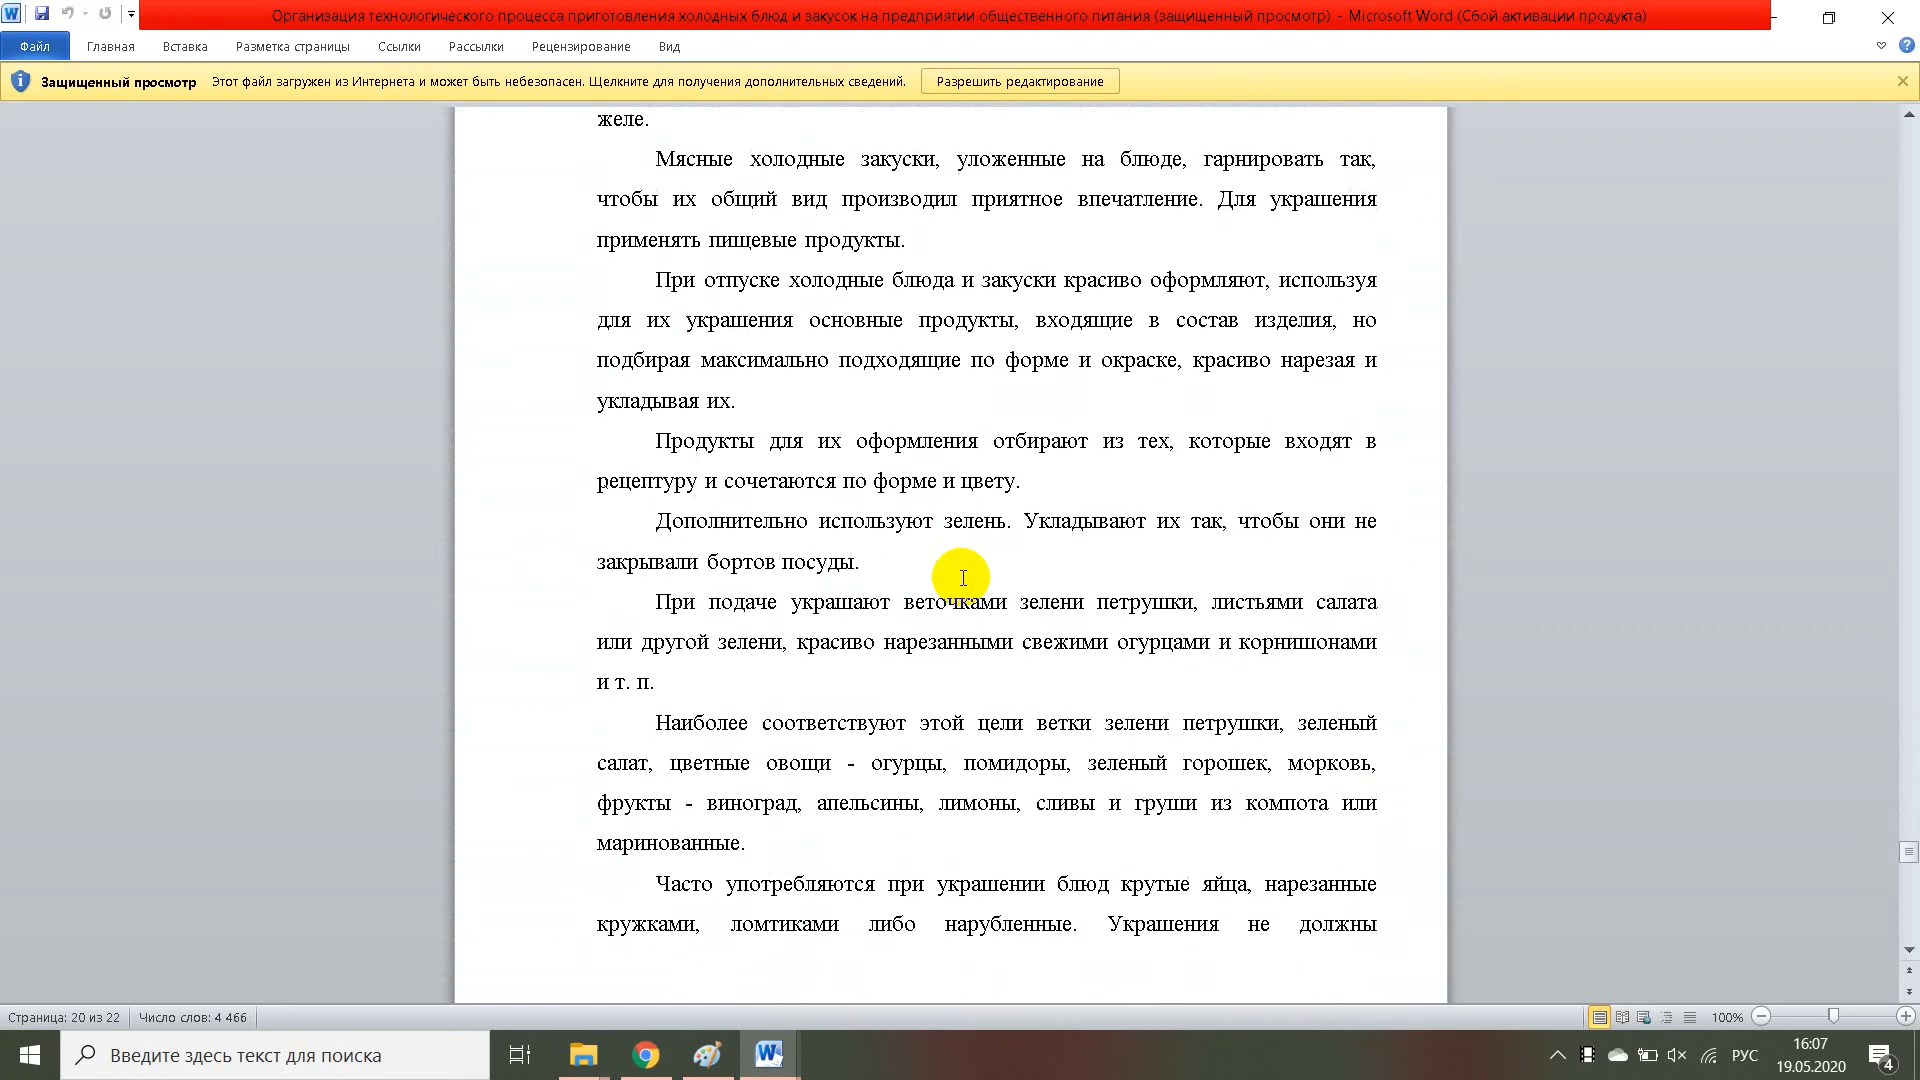 Организация технологического процесса приготовления холодных блюд и закусок на предприятии общественного питания (защищенный просмотр) - Microsoft Word (Сбой активации продукта)
Файл Главная Вставка Разметка страницы Ссылки Рассылки Рецензирование Вид
Защищенный просмотр Этот файл загружен из Интернета и может быть небезопасен. Щелкните для получения дополнительных сведений. Разрешить редактирование
желе.
Мясные холодные закуски, уложенные на блюде, гарнировать так,
чтобы их общий вид производил приятное впечатление. Для украшения
применять пищевые продукты.
При отпуске холодные блюда и закуски красиво оформляют, используя
для их украшения основные продукты, входящие в состав изделия, но
подбирая максимально подходящие по форме и окраске, красиво нарезая и
укладывая их.
Продукты для их оформления отбирают из тех, которые входят в
рецептуру и сочетаются по форме и цвету.
Дополнительно используют зелень. Укладывают их так, чтобы они не
закрывали бортов посуды.
При подаче украшают веточками зелени петрушки, листьями салата
или другой зелени, красиво нарезанными свежими огурцами и корнишонами
и т. п.
Наиболее соответствуют этой цели ветки зелени петрушки, зеленый
салат, цветные овощи - огурцы, помидоры, зеленый горошек, морковь,
фрукты - виноград, апельсины, лимоны, сливы и груши из компота или
маринованные.
Часто употребляются при украшении блюд крутые яйца, нарезанные
кружками, ломтиками либо нарубленные. Украшения не должны
Страница: 20 из 22 Число слов: 4 466 100%
Введите здесь текст для поиска РУС 16:07
19.05.2020 4